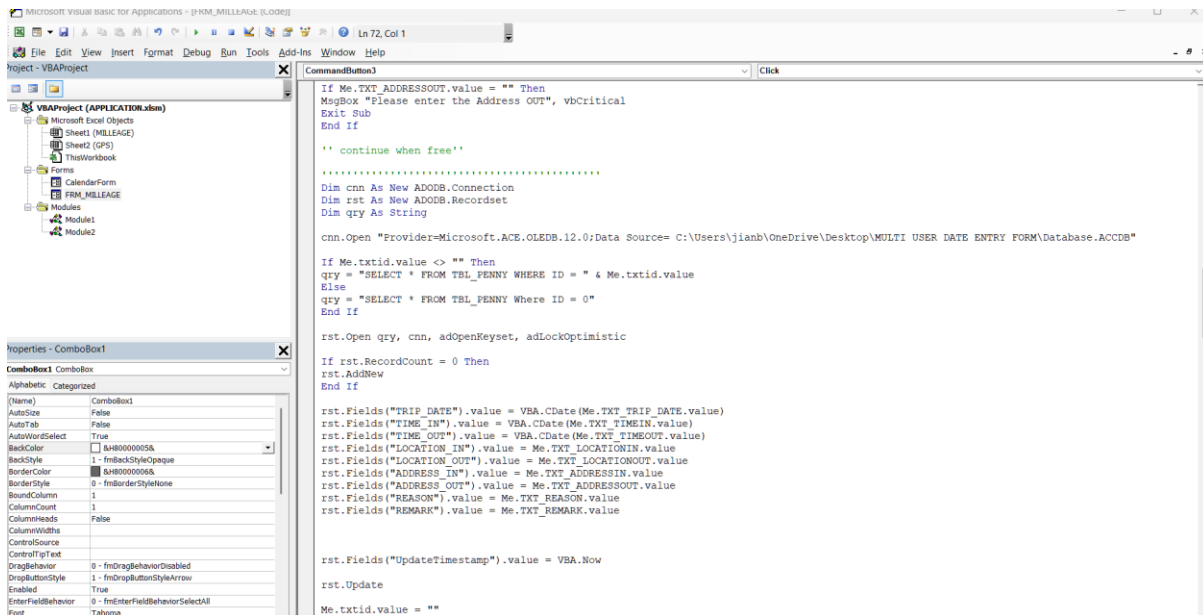 Microsoft Visual Basic for Applications - [FRM_MILLEAGE (Code)]
Ln 72, Col 1
File Edit View Insert Format Debug Run Tools Add-Ins Window Help
Project - VBAProject
VBAProject (APPLICATION.xlsm)
Microsoft Excel Objects
Sheet1 (MILLEAGE)
Sheet2 (GPS)
ThisWorkbook
Forms
CalendarForm
FRM_MILLEAGE
Modules
Module1
Module2
Properties - ComboBox1
ComboBox1 ComboBox
Alphabetic Categorized
(Name) ComboBox1
AutoSize False
AutoTab False
AutoWordSelect True
BackColor &H80000005&
BackStyle 1 - fmBackStyleOpaque
BorderColor &H80000006&
BorderStyle 0 - fmBorderStyleNone
BoundColumn 1
ColumnCount 1
ColumnHeads False
ColumnWidths
ControlSource
ControlTipText
DragBehavior 0 - fmDragBehaviorDisabled
DropButtonStyle 1 - fmDropButtonStyleArrow
Enabled True
EnterFieldBehavior 0 - fmEnterFieldBehaviorSelectAll
Font Tahoma
CommandButton3 Click
If Me.TXT_ADDRESSOUT.value = "" Then
MsgBox "Please enter the Address OUT", vbCritical
Exit Sub
End If
'' continue when free''
''''''''''''''''''''''''''''''''''''''''''''
Dim cnn As New ADODB.Connection
Dim rst As New ADODB.Recordset
Dim qry As String
cnn.Open "Provider=Microsoft.ACE.OLEDB.12.0;Data Source= C:\Users\jianb\OneDrive\Desktop\MULTI USER DATE ENTRY FORM\Database.ACCDB"
If Me.txtid.value <> "" Then
qry = "SELECT * FROM TBL_PENNY WHERE ID = " & Me.txtid.value
Else
qry = "SELECT * FROM TBL_PENNY Where ID = 0"
End If
rst.Open qry, cnn, adOpenKeyset, adLockOptimistic
If rst.RecordCount = 0 Then
rst.AddNew
End If
rst.Fields("TRIP_DATE").value = VBA.CDate(Me.TXT_TRIP_DATE.value)
rst.Fields("TIME_IN").value = VBA.CDate(Me.TXT_TIMEIN.value)
rst.Fields("TIME_OUT").value = VBA.CDate(Me.TXT_TIMEOUT.value)
rst.Fields("LOCATION_IN").value = Me.TXT_LOCATIONIN.value
rst.Fields("LOCATION_OUT").value = Me.TXT_LOCATIONOUT.value
rst.Fields("ADDRESS_IN").value = Me.TXT_ADDRESSIN.value
rst.Fields("ADDRESS_OUT").value = Me.TXT_ADDRESSOUT.value
rst.Fields("REASON").value = Me.TXT_REASON.value
rst.Fields("REMARK").value = Me.TXT_REMARK.value
rst.Fields("UpdateTimestamp").value = VBA.Now
rst.Update
Me.txtid.value = ""